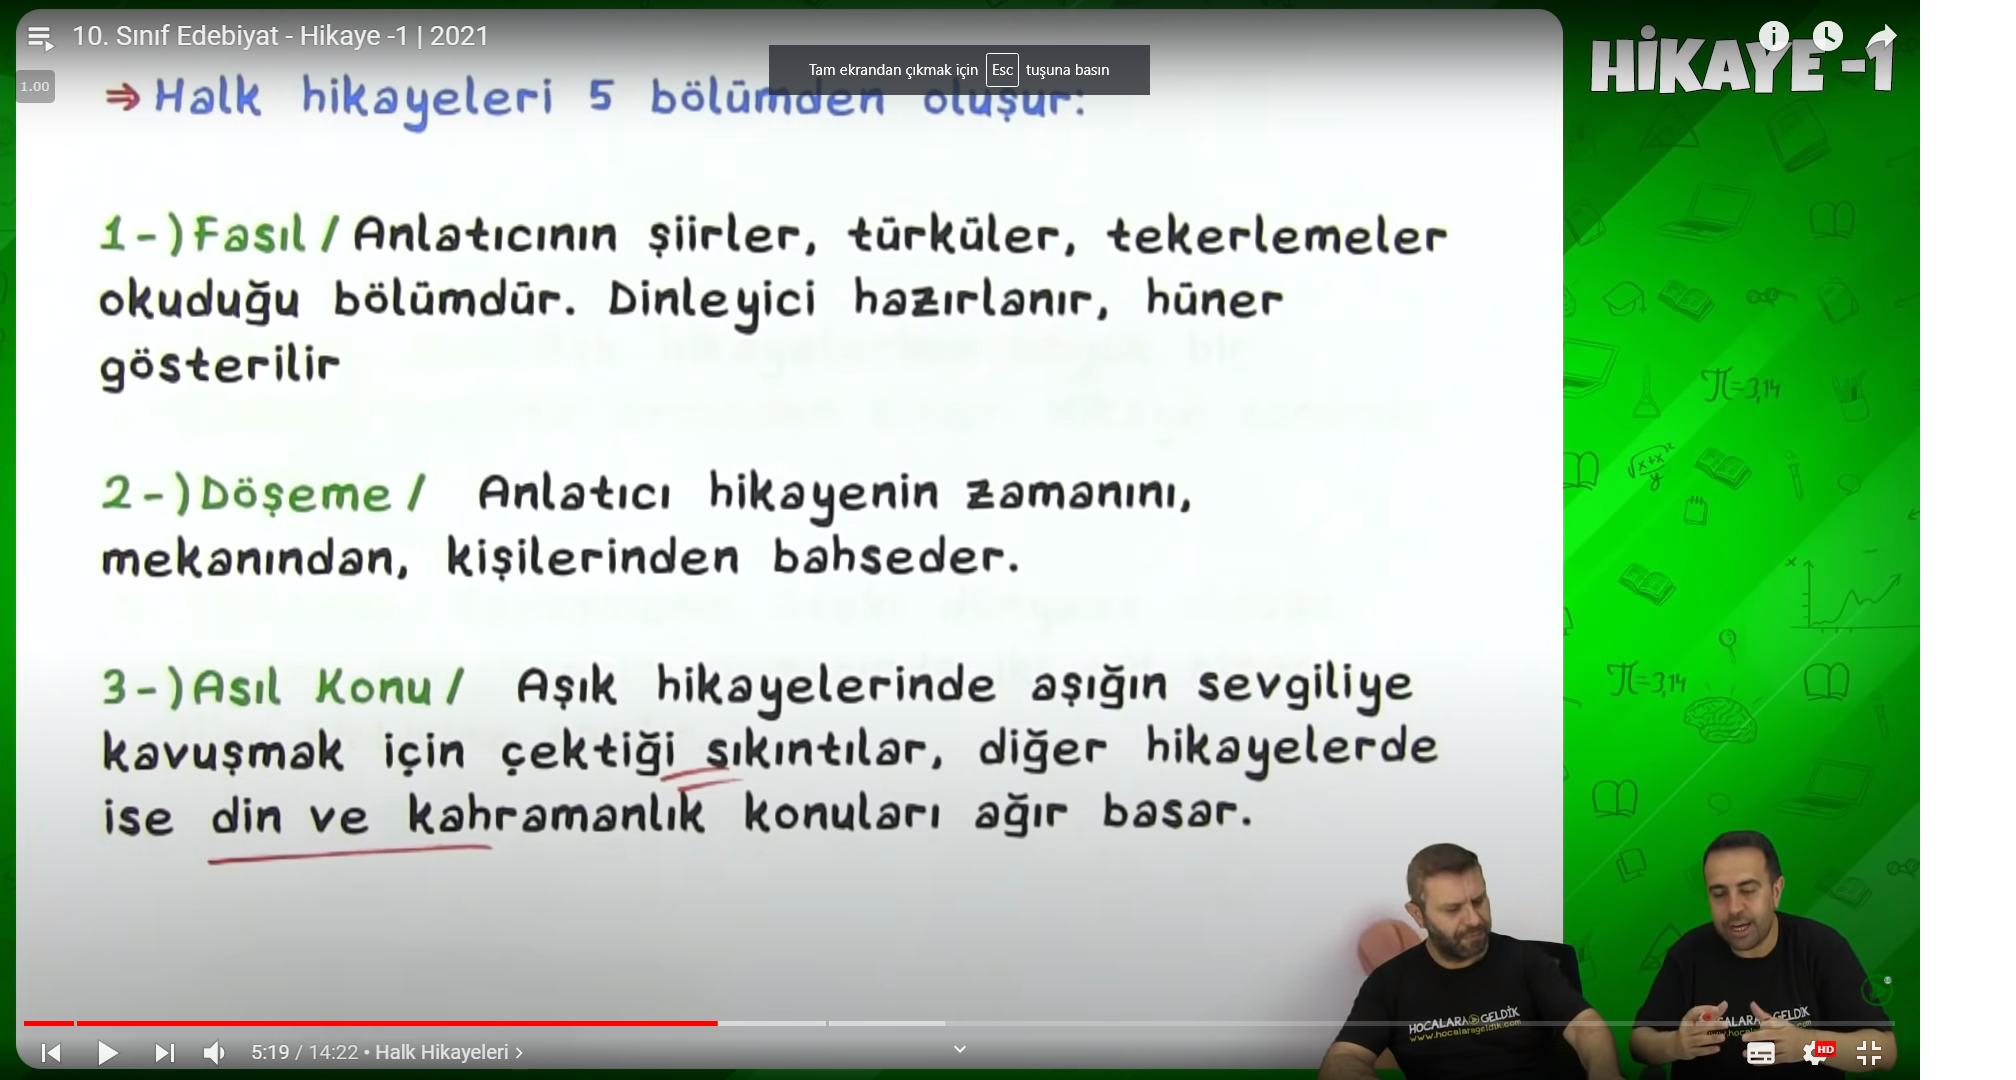 10. Sınıf Edebiyat - Hikaye -1 | 2021
HİKAYE -1
Tam ekrandan çıkmak için Esc tuşuna basın
1.00
⇒ Halk hikayeleri 5 bölümden oluşur:
1-) Fasıl / Anlatıcının şiirler, türküler, tekerlemeler
okuduğu bölümdür. Dinleyici hazırlanır, hüner
gösterilir
2-) Döşeme / Anlatıcı hikayenin zamanını,
mekanından, kişilerinden bahseder.
3-) Asıl Konu / Aşık hikayelerinde aşığın sevgiliye
kavuşmak için çektiği sıkıntılar, diğer hikayelerde
ise din ve kahramanlık konuları ağır basar.
π=3,14
√x+x²
y
x
π=3,14
HOCALARA GELDİK
www.hocalarageldik.com
ALARA GELDİK
5:19 / 14:22 • Halk Hikayeleri >
HD